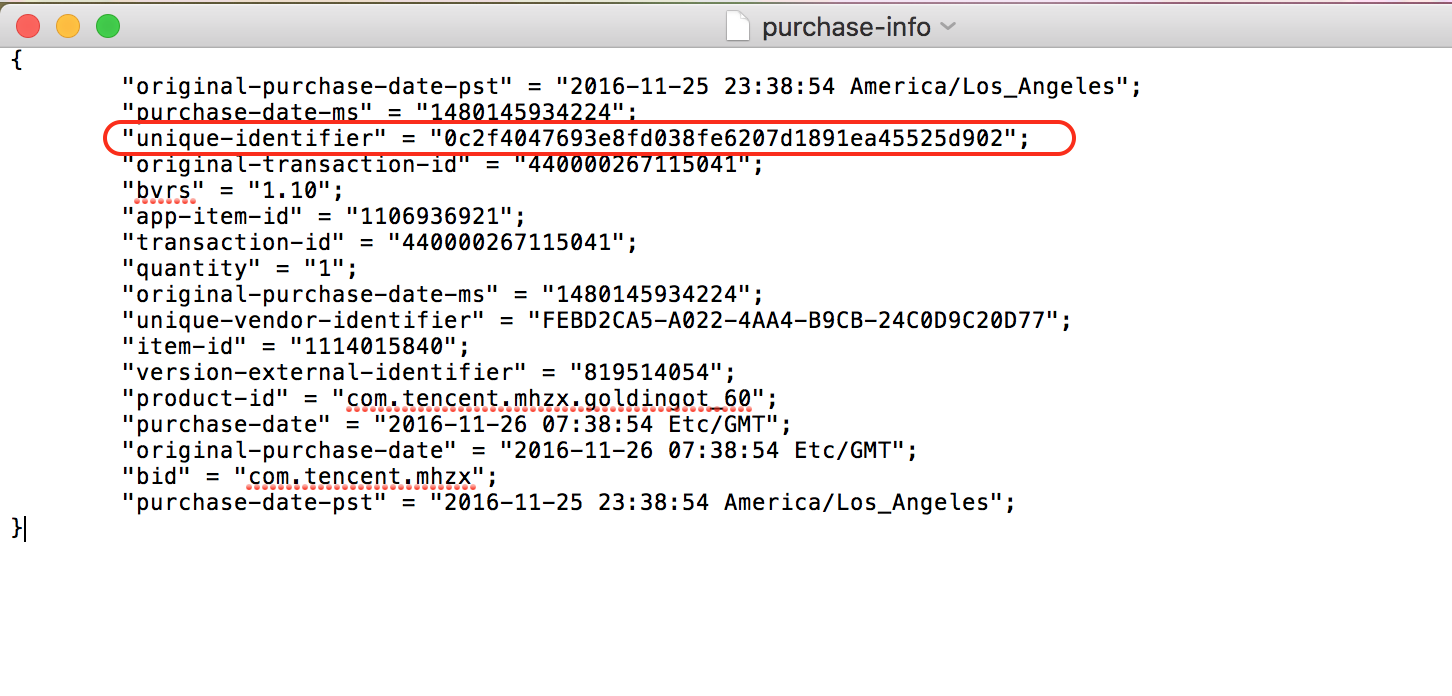 purchase-info
{
"original-purchase-date-pst" = "2016-11-25 23:38:54 America/Los_Angeles";
"purchase-date-ms" = "1480145934224";
"unique-identifier" = "0c2f4047693e8fd038fe6207d1891ea45525d902";
"original-transaction-id" = "440000267115041";
"bvrs" = "1.10";
"app-item-id" = "1106936921";
"transaction-id" = "440000267115041";
"quantity" = "1";
"original-purchase-date-ms" = "1480145934224";
"unique-vendor-identifier" = "FEBD2CA5-A022-4AA4-B9CB-24C0D9C20D77";
"item-id" = "1114015840";
"version-external-identifier" = "819514054";
"product-id" = "com.tencent.mhzx.goldingot_60";
"purchase-date" = "2016-11-26 07:38:54 Etc/GMT";
"original-purchase-date" = "2016-11-26 07:38:54 Etc/GMT";
"bid" = "com.tencent.mhzx";
"purchase-date-pst" = "2016-11-25 23:38:54 America/Los_Angeles";
}